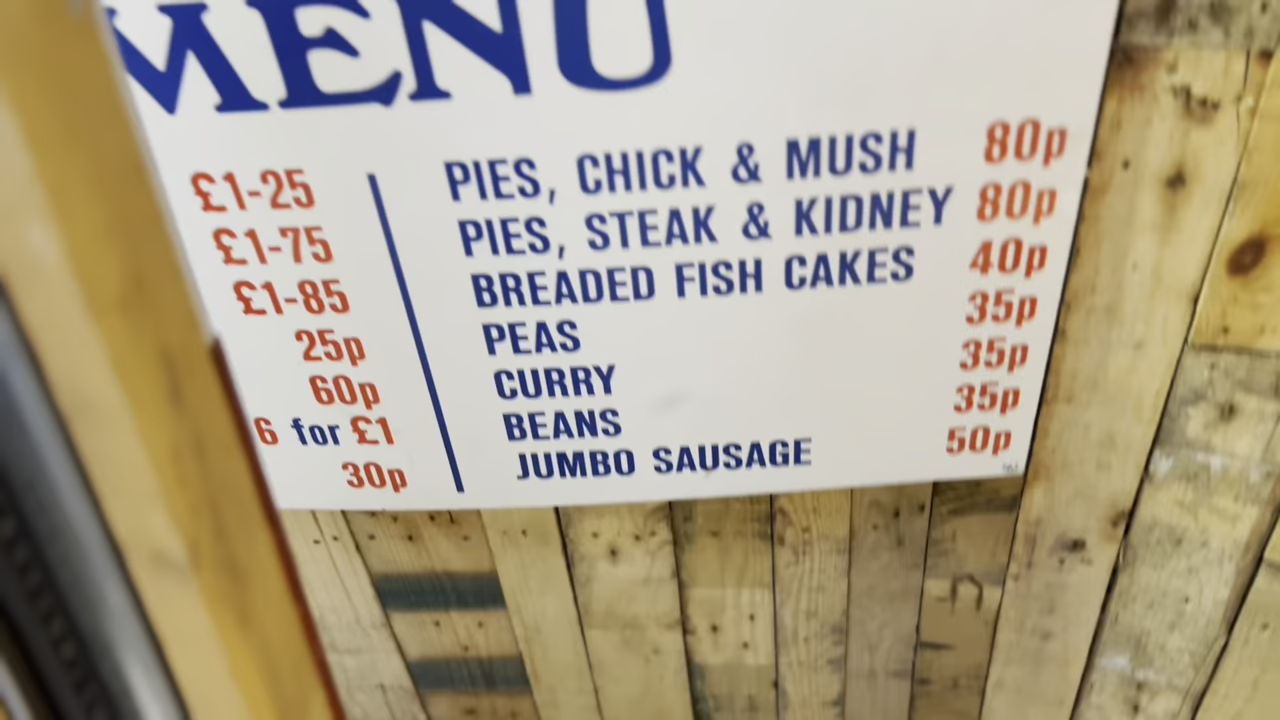 MENU
£1-25 PIES, CHICK & MUSH 80p
£1-75 PIES, STEAK & KIDNEY 80p
£1-85 BREADED FISH CAKES 40p
25p PEAS 35p
60p CURRY 35p
6 for £1 BEANS 35p
30p JUMBO SAUSAGE 50p